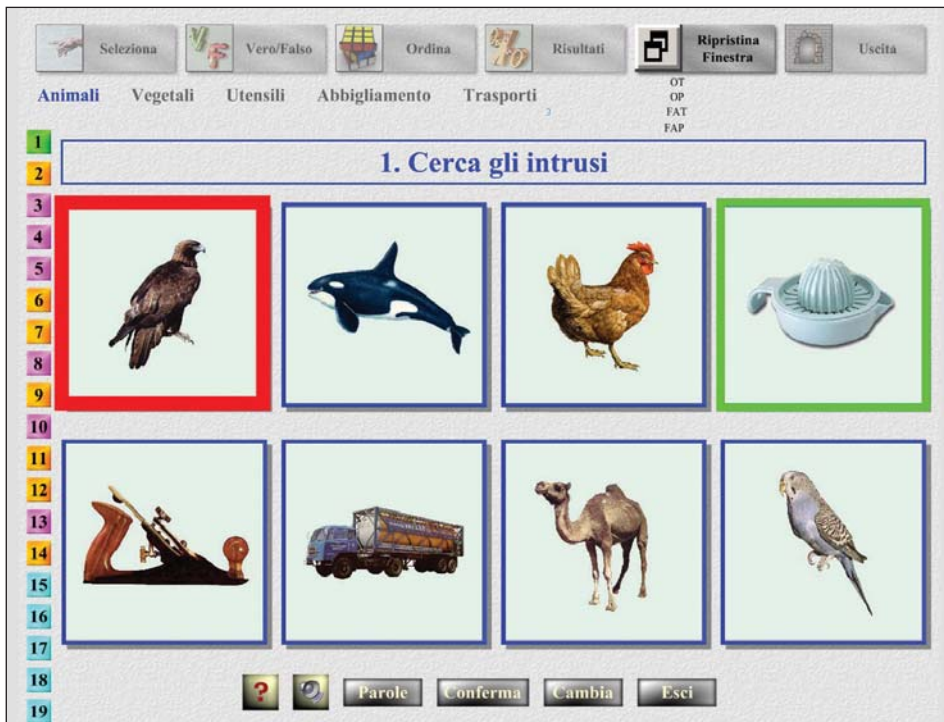 Seleziona
Vero/Falso
Ordina
Risultati
Ripristina
Finestra
Uscita
Animali Vegetali Utensili Abbigliamento Trasporti
3
OT
OP
FAT
FAP
1. Cerca gli intrusi
1
2
3
4
5
6
7
8
9
10
11
12
13
14
15
16
17
18
19
? Parole Conferma Cambia Esci